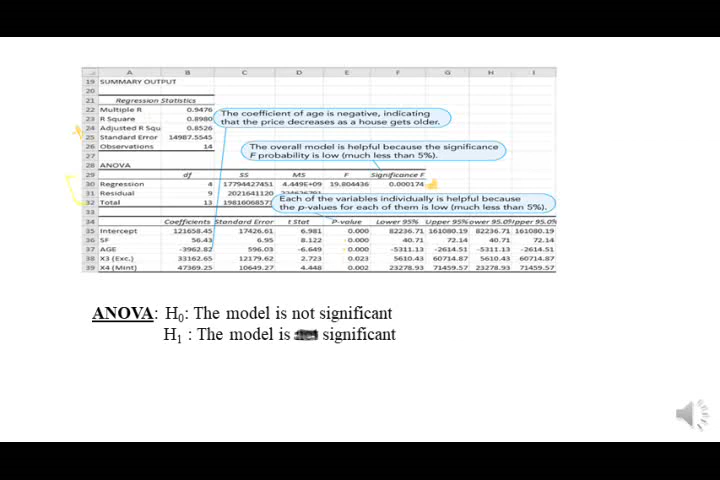 A B C D E F G H I
19 SUMMARY OUTPUT
20
21 Regression Statistics
22 Multiple R 0.9476
23 R Square 0.8980
24 Adjusted R Squ 0.8526
25 Standard Error 14987.5545
26 Observations 14
The coefficient of age is negative, indicating
that the price decreases as a house gets older.
The overall model is helpful because the significance
F probability is low (much less than 5%).
27
28 ANOVA
29 df SS MS F Significance F
30 Regression 4 17794427451 4.449E+09 19.804436 0.000174
31 Residual 9 2021641120
32 Total 13
Each of the variables individually is helpful because
the p-values for each of them is low (much less than 5%).
33
34 Coefficients Standard Error t Stat P-value Lower 95% Upper 95% Upper 95.0%
35 Intercept 121658.45 17426.61 6.981 0.000 82236.71 161080.19 82236.71 161080.19
36 SF 56.43 6.95 8.122 0.000 40.71 72.14 40.71 72.14
37 AGE -3962.82 596.03 -6.649 0.000 -5311.13 -2614.51 -5311.13 -2614.51
38 X3 (Exc.) 33162.65 12179.62 2.723 0.023 5610.43 60714.87 5610.43 60714.87
39 X4 (Mint) 47369.25 10649.27 4.448 0.002 23278.93 71459.57 23278.93 71459.57
ANOVA: H0: The model is not significant
H1 : The model is significant